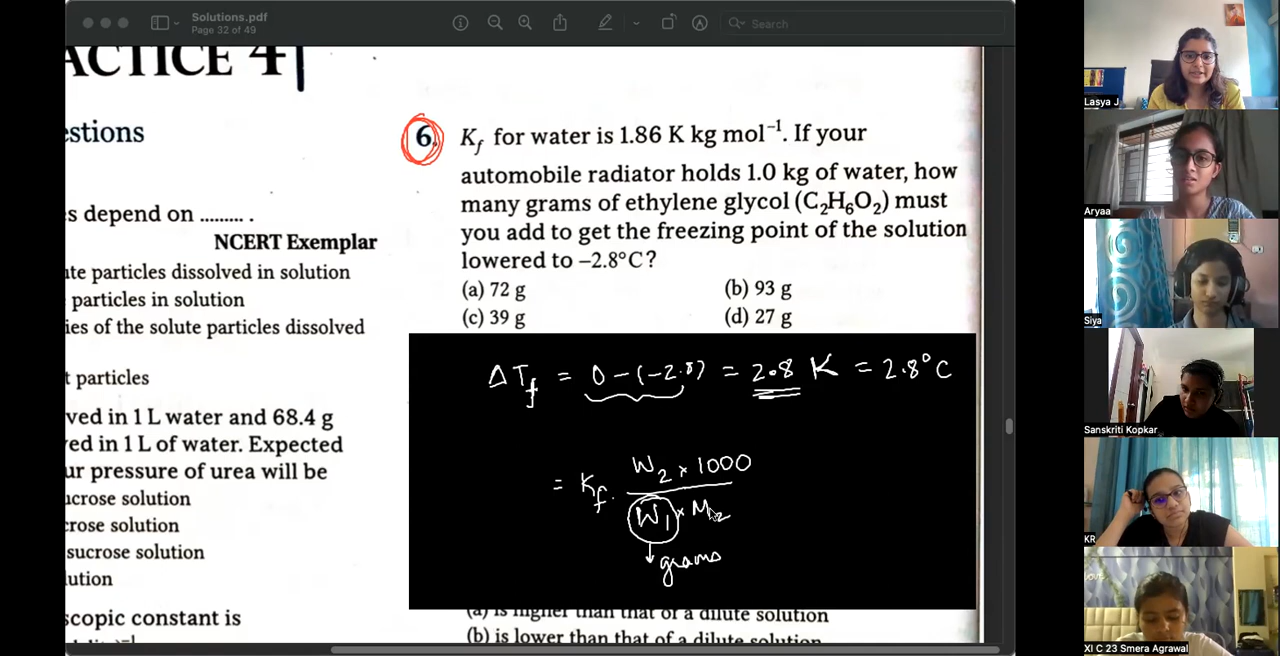 Solutions.pdf
Page 32 of 49
Search
ACTICE 4
estions
s depend on ......... .
NCERT Exemplar
ute particles dissolved in solution
particles in solution
ies of the solute particles dissolved
t particles
ved in 1 L water and 68.4 g
ed in 1 L of water. Expected
ur pressure of urea will be
ucrose solution
crose solution
sucrose solution
lution
scopic constant is
6. Kf for water is 1.86 K kg mol⁻¹. If your
automobile radiator holds 1.0 kg of water, how
many grams of ethylene glycol (C₂H₆O₂) must
you add to get the freezing point of the solution
lowered to −2.8°C?
(a) 72 g (b) 93 g
(c) 39 g (d) 27 g
ΔTf = 0 − (−2.8) = 2.8 K = 2.8°C
= Kf . W₂ × 1000
W₁ × M₂
grams
(a) is higher than that of a dilute solution
(b) is lower than that of a dilute solution
Lasya J
Aryaa
Siya
Sanskriti Kopkar
KR
XI C 23 Smera Agrawal